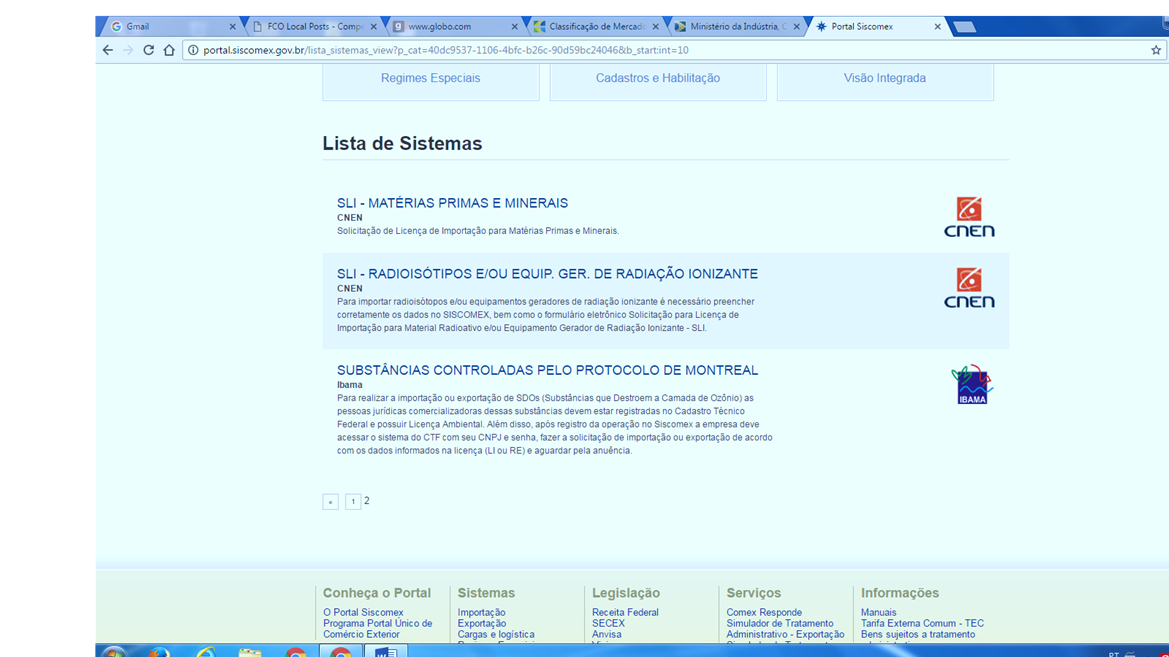 Gmail
FCO Local Posts - Compe
www.globo.com
Classificação de Mercado
Ministério da Indústria, C
Portal Siscomex
portal.siscomex.gov.br/lista_sistemas_view?p_cat=40dc9537-1106-4bfc-b26c-90d59bc24046&b_start:int=10
Regimes Especiais
Cadastros e Habilitação
Visão Integrada
Lista de Sistemas
SLI - MATÉRIAS PRIMAS E MINERAIS
CNEN
Solicitação de Licença de Importação para Matérias Primas e Minerais.
CNEN
SLI - RADIOISÓTIPOS E/OU EQUIP. GER. DE RADIAÇÃO IONIZANTE
CNEN
Para importar radioisótopos e/ou equipamentos geradores de radiação ionizante é necessário preencher
corretamente os dados no SISCOMEX, bem como o formulário eletrônico Solicitação para Licença de
Importação para Material Radioativo e/ou Equipamento Gerador de Radiação Ionizante - SLI.
CNEN
SUBSTÂNCIAS CONTROLADAS PELO PROTOCOLO DE MONTREAL
Ibama
Para realizar a importação ou exportação de SDOs (Substâncias que Destroem a Camada de Ozônio) as
pessoas jurídicas comercializadoras dessas substâncias devem estar registradas no Cadastro Técnico
Federal e possuir Licença Ambiental. Além disso, após registro da operação no Siscomex a empresa deve
acessar o sistema do CTF com seu CNPJ e senha, fazer a solicitação de importação ou exportação de acordo
com os dados informados na licença (LI ou RE) e aguardar pela anuência.
IBAMA
« 1 2
Conheça o Portal
O Portal Siscomex
Programa Portal Único de
Comércio Exterior
Sistemas
Importação
Exportação
Cargas e logística
Legislação
Receita Federal
SECEX
Anvisa
Serviços
Comex Responde
Simulador de Tratamento
Administrativo - Exportação
Informações
Manuais
Tarifa Externa Comum - TEC
Bens sujeitos a tratamento
PT